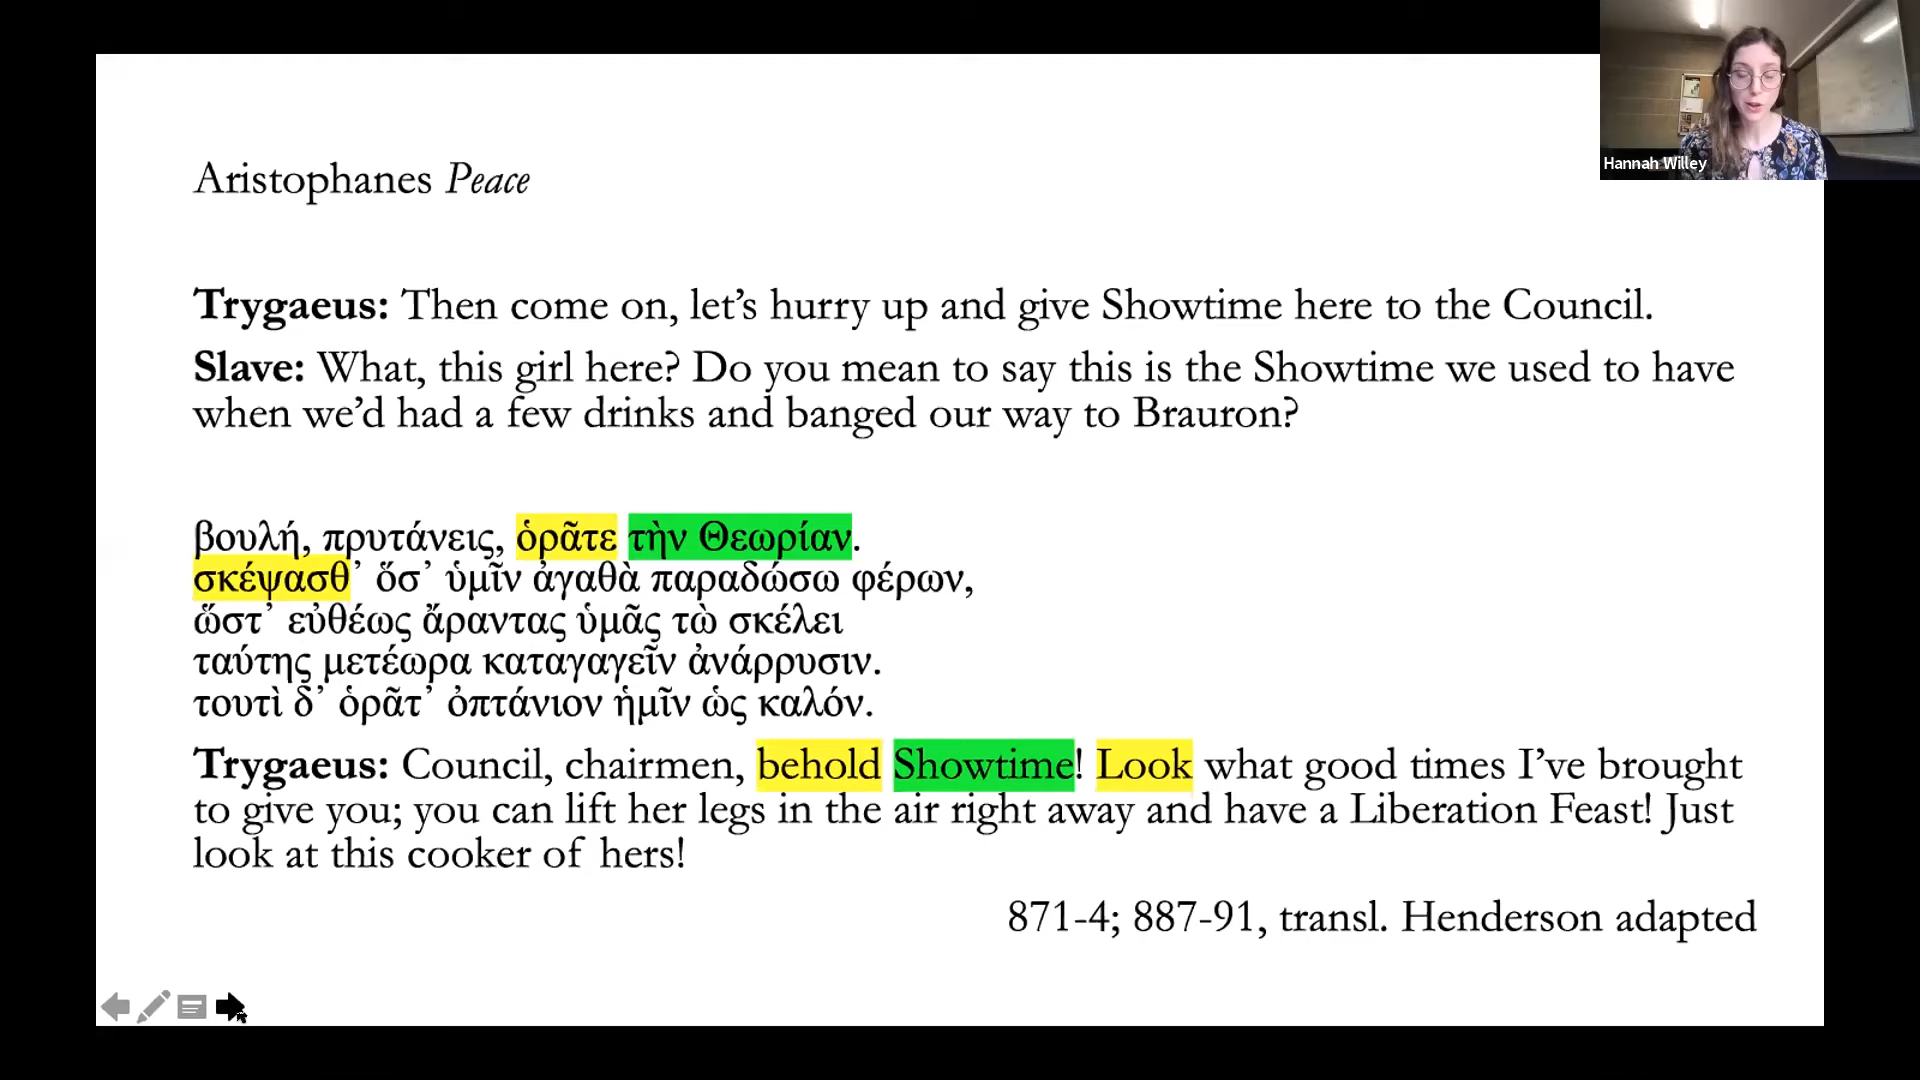 Hannah Willey
Aristophanes Peace
Trygaeus: Then come on, let’s hurry up and give Showtime here to the Council.
Slave: What, this girl here? Do you mean to say this is the Showtime we used to have
when we’d had a few drinks and banged our way to Brauron?
βουλή, πρυτάνεις, ὁρᾶτε τὴν Θεωρίαν.
σκέψασθ᾽ ὅσ᾽ ὑμῖν ἀγαθὰ παραδώσω φέρων,
ὥστ᾽ εὐθέως ἄραντας ὑμᾶς τὼ σκέλει
ταύτης μετέωρα καταγαγεῖν ἀνάρρυσιν.
τουτὶ δ᾽ ὁρᾶτ᾽ ὀπτάνιον ἡμῖν ὡς καλόν.
Trygaeus: Council, chairmen, behold Showtime! Look what good times I’ve brought
to give you; you can lift her legs in the air right away and have a Liberation Feast! Just
look at this cooker of hers!
871-4; 887-91, transl. Henderson adapted